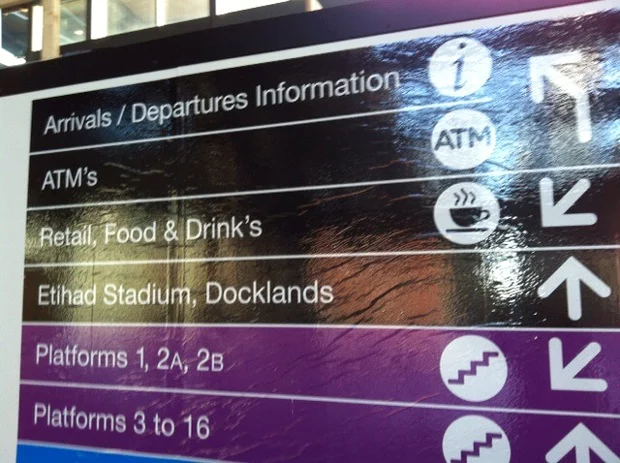 Arrivals / Departures Information i
ATM's ATM
Retail, Food & Drink's
Etihad Stadium, Docklands
Platforms 1, 2A, 2B
Platforms 3 to 16